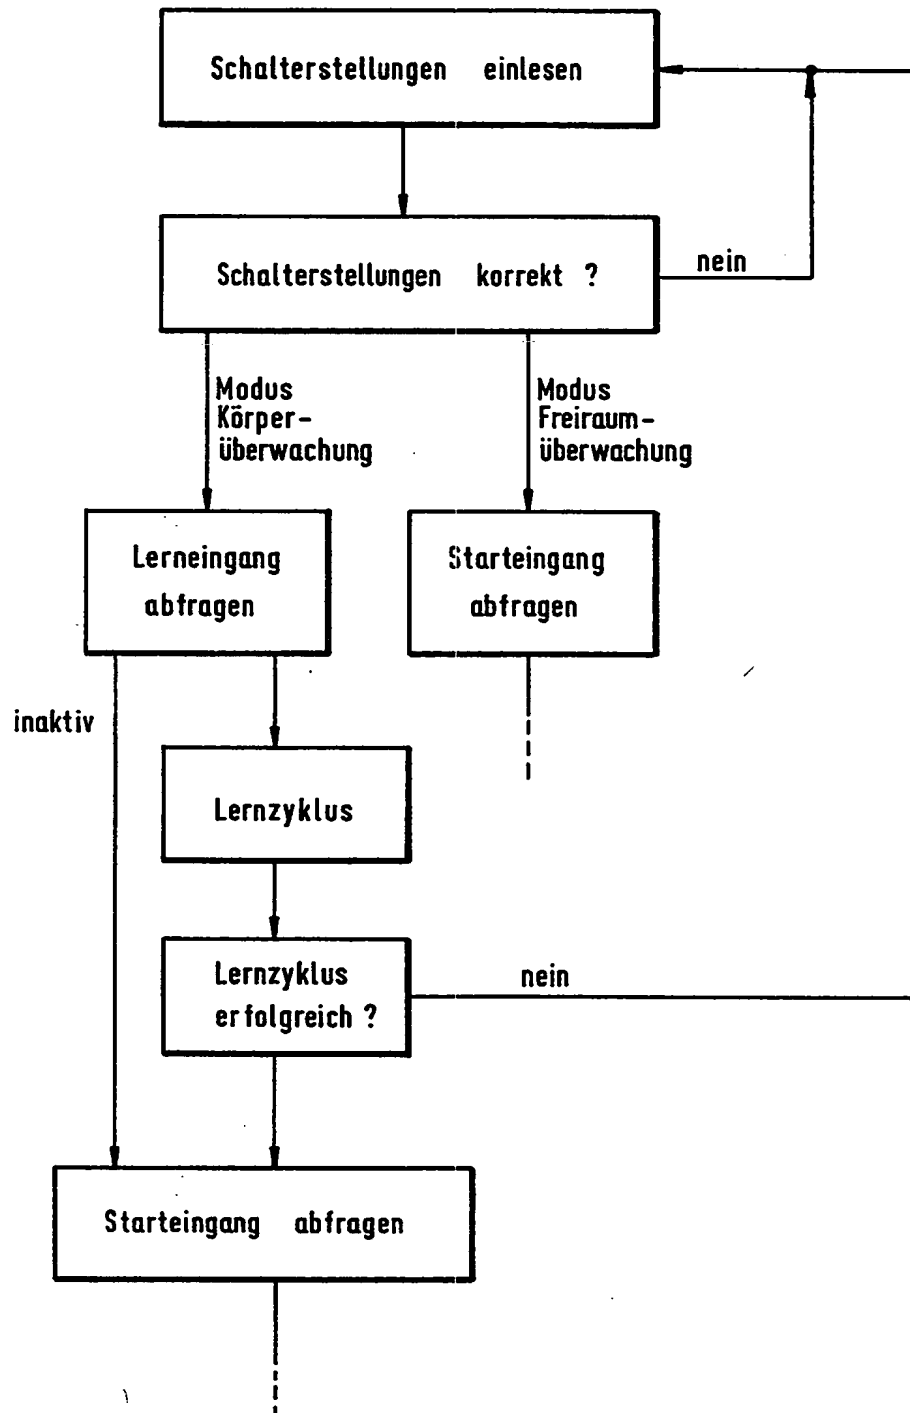 Schalterstellungen einlesen
Schalterstellungen korrekt ?
nein
Modus
Körper-
überwachung
Modus
Freiraum-
überwachung
Lerneingang
abfragen
Starteingang
abfragen
inaktiv
Lernzyklus
Lernzyklus
erfolgreich ?
nein
Starteingang abfragen